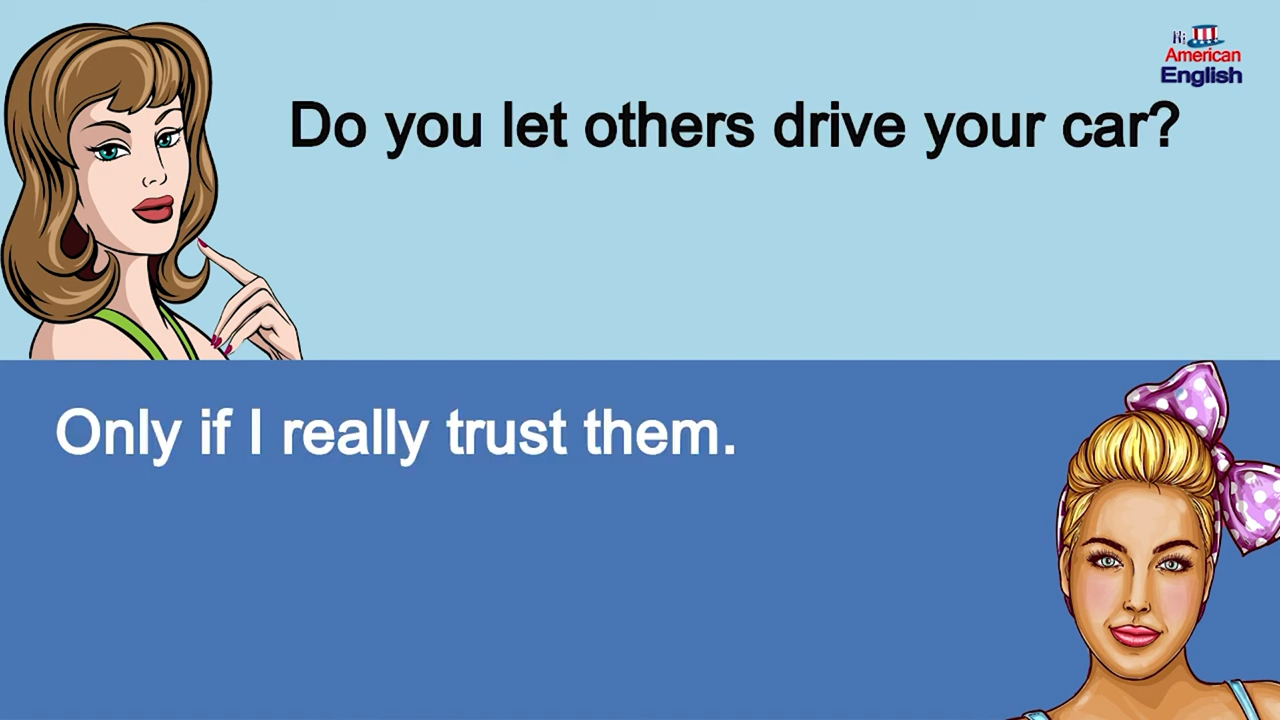 Hi
American
English
Do you let others drive your car?
Only if I really trust them.